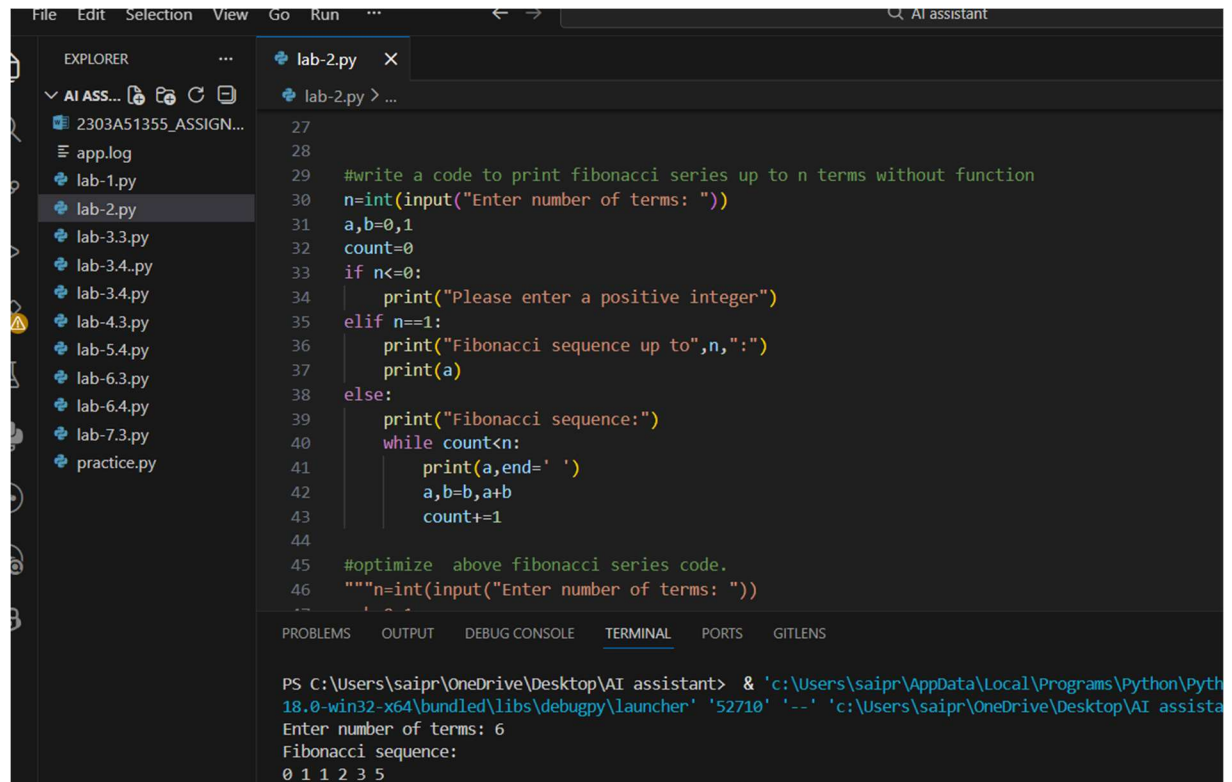 File Edit Selection View Go Run ··· ← → AI assistant
EXPLORER ···
AI ASS...
2303A51355_ASSIGN...
app.log
lab-1.py
lab-2.py
lab-3.3.py
lab-3.4..py
lab-3.4.py
lab-4.3.py
lab-5.4.py
lab-6.3.py
lab-6.4.py
lab-7.3.py
practice.py
lab-2.py ×
lab-2.py > ...
27
28
29 #write a code to print fibonacci series up to n terms without function
30 n=int(input("Enter number of terms: "))
31 a,b=0,1
32 count=0
33 if n<=0:
34     print("Please enter a positive integer")
35 elif n==1:
36     print("Fibonacci sequence up to",n,":")
37     print(a)
38 else:
39     print("Fibonacci sequence:")
40     while count<n:
41         print(a,end=' ')
42         a,b=b,a+b
43         count+=1
44
45 #optimize  above fibonacci series code.
46 """n=int(input("Enter number of terms: "))
PROBLEMS OUTPUT DEBUG CONSOLE TERMINAL PORTS GITLENS
PS C:\Users\saipr\OneDrive\Desktop\AI assistant>  & 'c:\Users\saipr\AppData\Local\Programs\Python\Pyth
18.0-win32-x64\bundled\libs\debugpy\launcher' '52710' '--' 'c:\Users\saipr\OneDrive\Desktop\AI assista
Enter number of terms: 6
Fibonacci sequence:
0 1 1 2 3 5